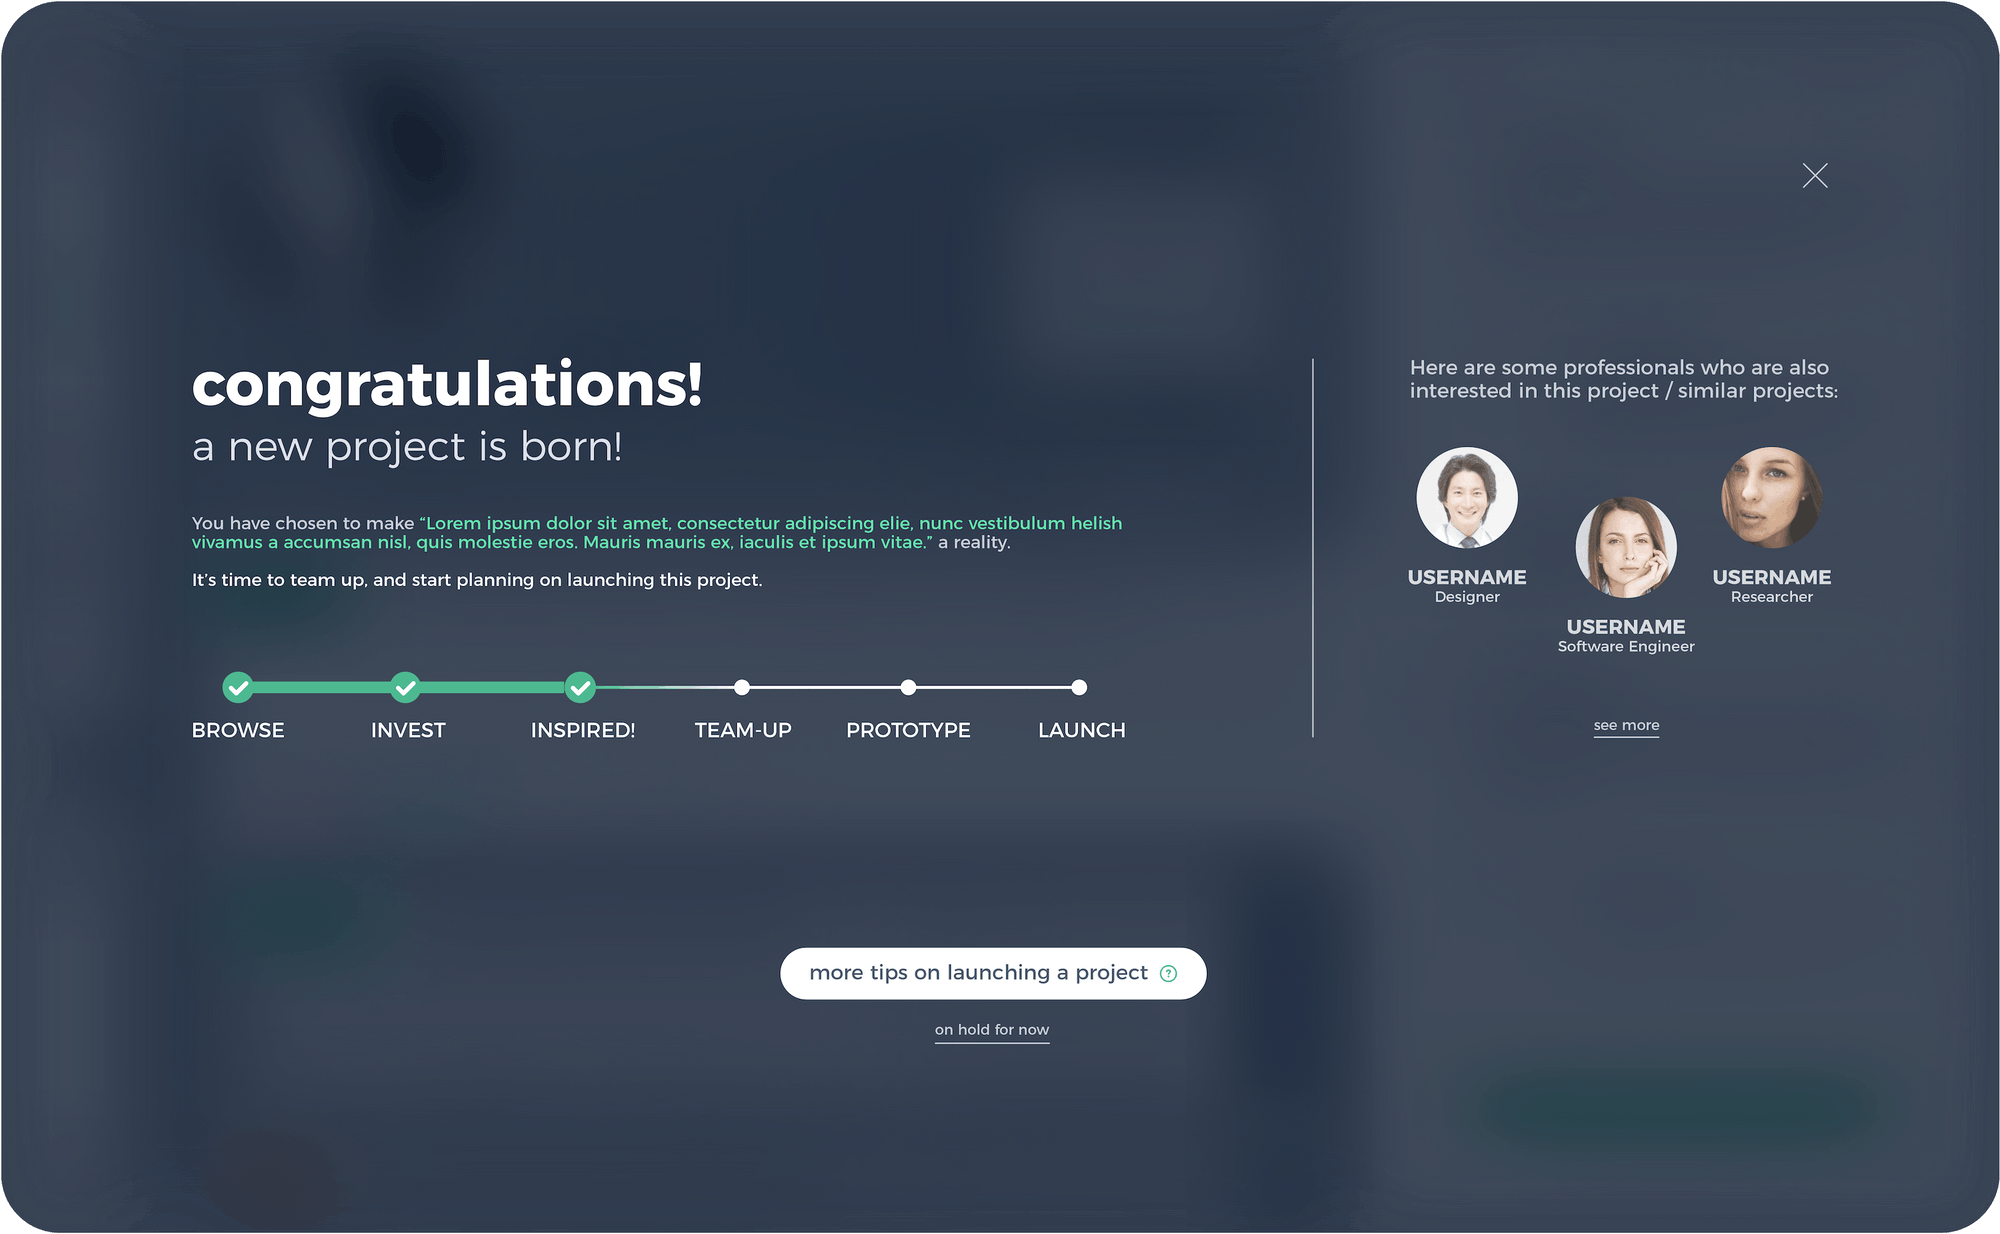 congratulations!
a new project is born!
You have chosen to make “Lorem ipsum dolor sit amet, consectetur adipiscing elie, nunc vestibulum helish
vivamus a accumsan nisl, quis molestie eros. Mauris mauris ex, iaculis et ipsum vitae.” a reality.
It’s time to team up, and start planning on launching this project.
BROWSE INVEST INSPIRED! TEAM-UP PROTOTYPE LAUNCH
Here are some professionals who are also
interested in this project / similar projects:
USERNAME
Designer
USERNAME
Software Engineer
USERNAME
Researcher
see more
more tips on launching a project ?
on hold for now